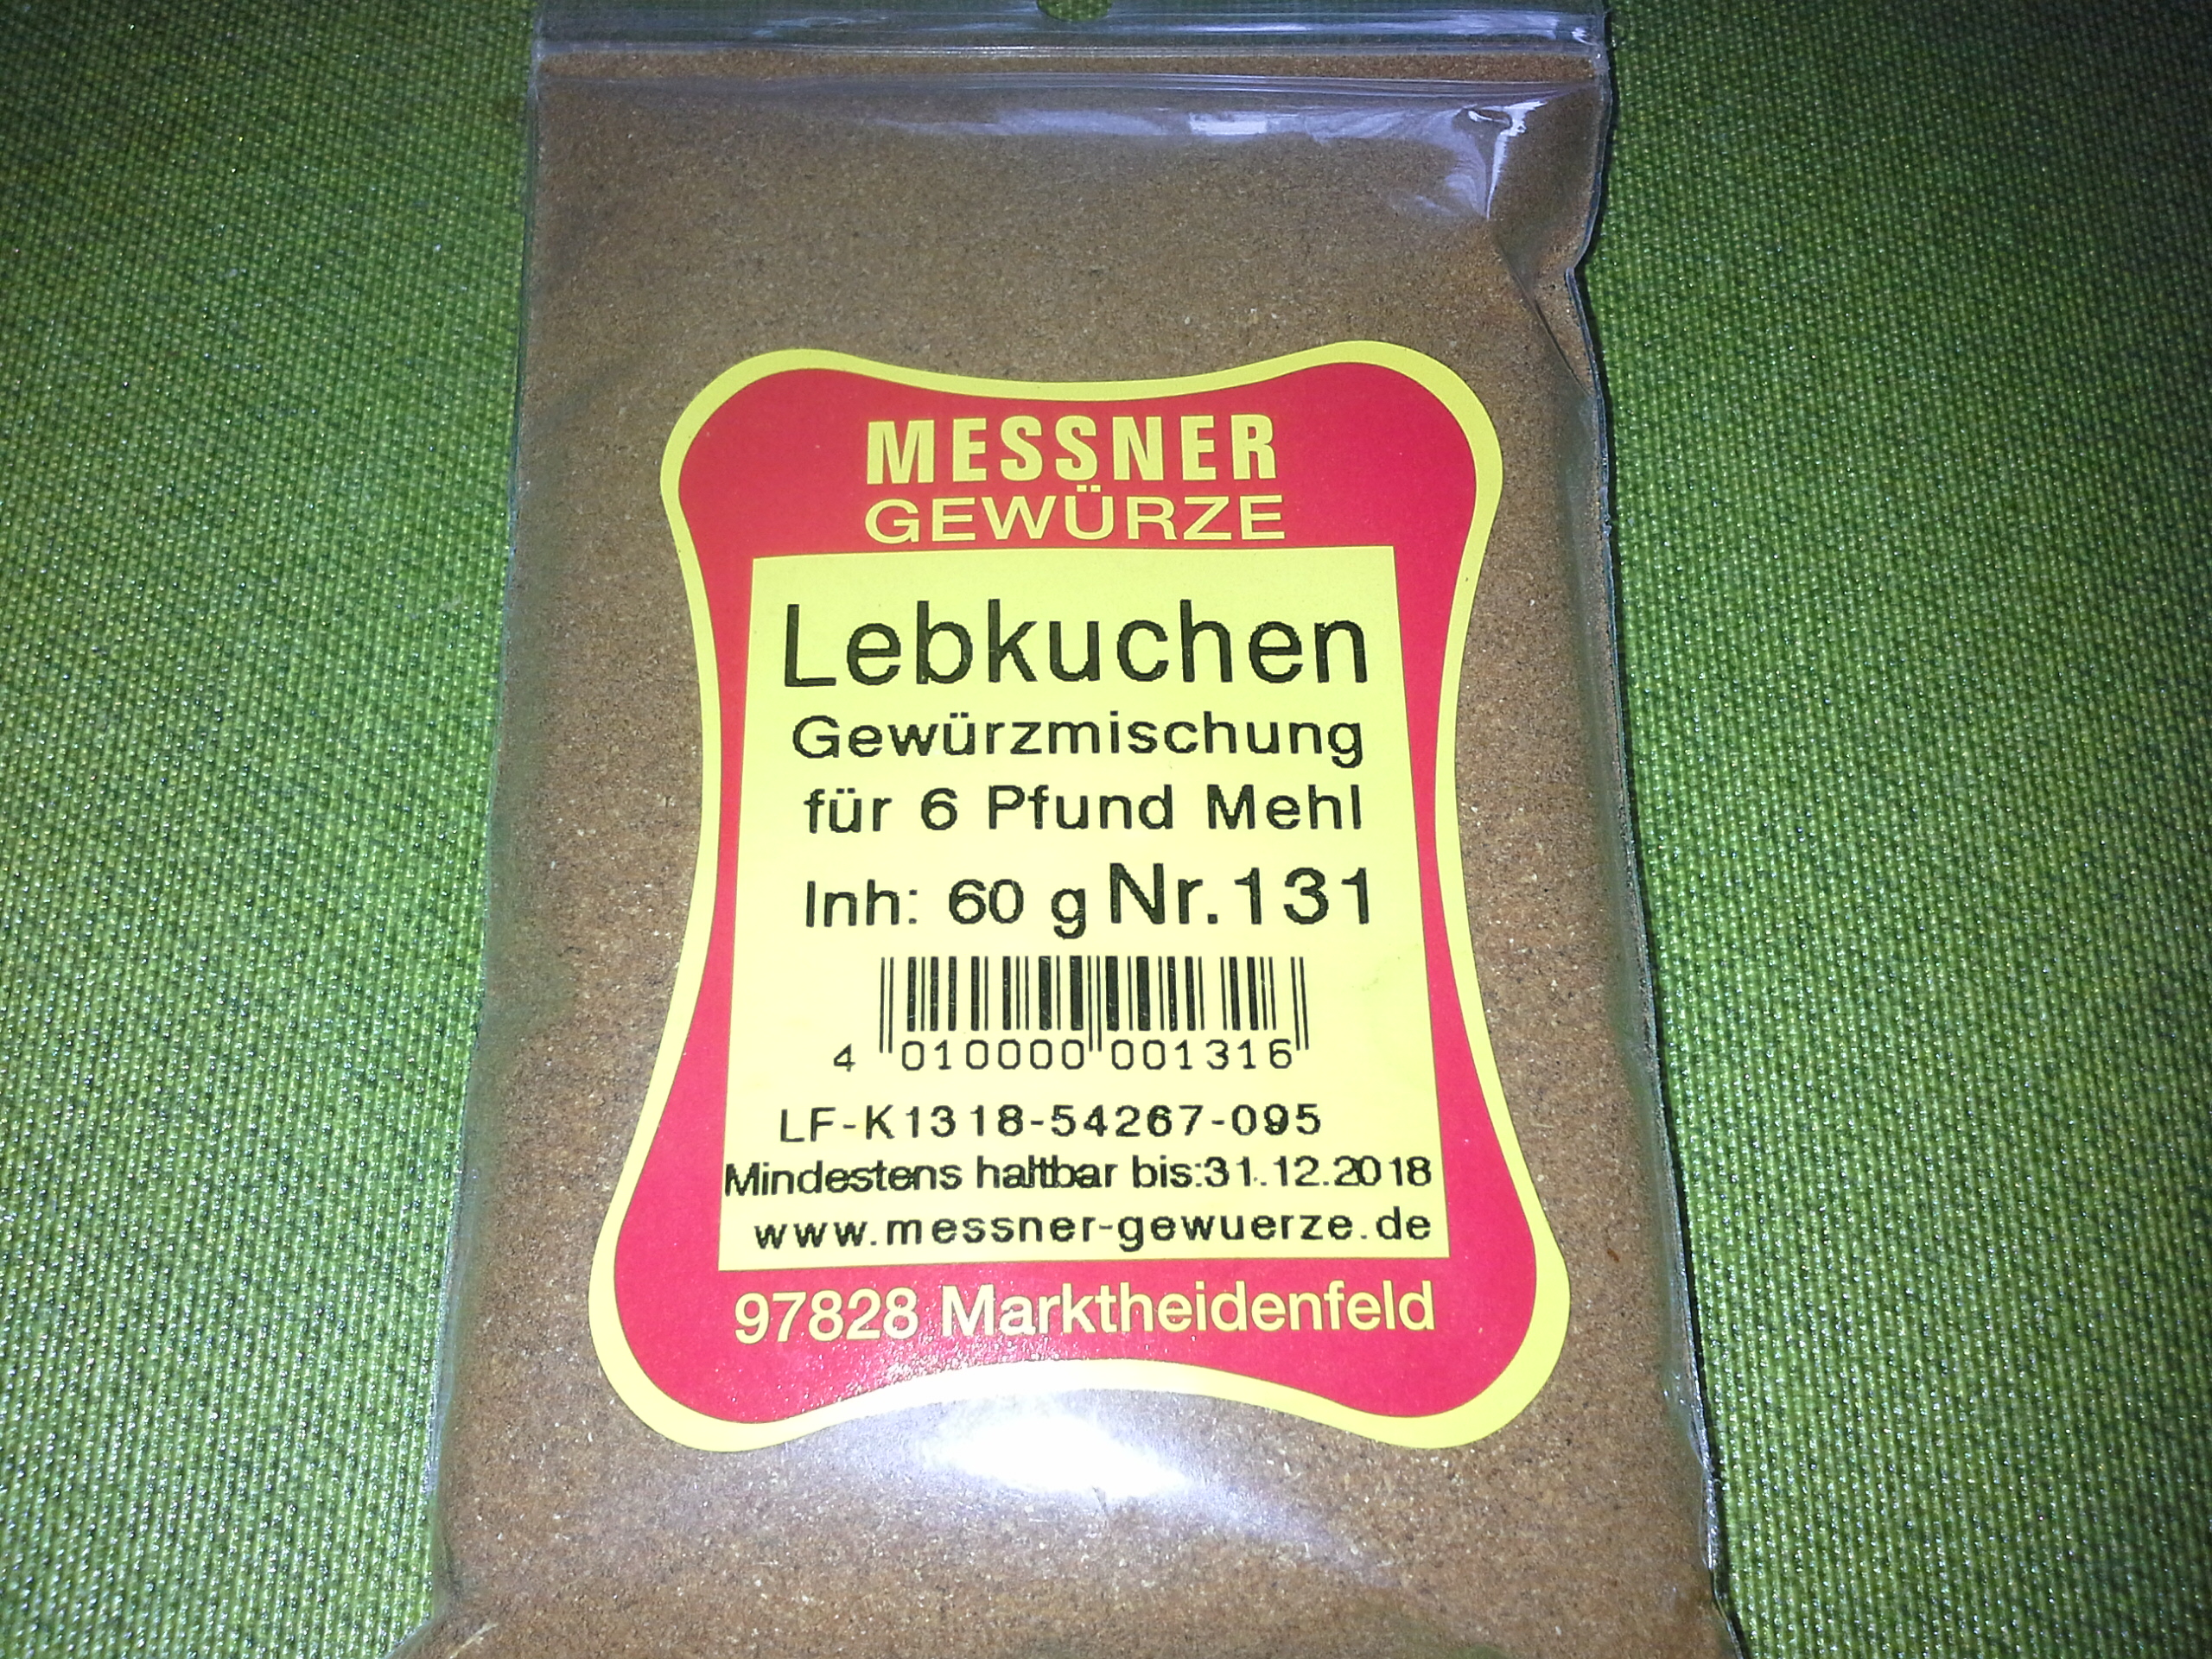 MESSNER
GEWÜRZE
Lebkuchen
Gewürzmischung
für 6 Pfund Mehl
Inh: 60 g Nr.131
4 010000 001316
LF-K1318-54267-095
Mindestens haltbar bis:31.12.2018
www.messner-gewuerze.de
97828 Marktheidenfeld